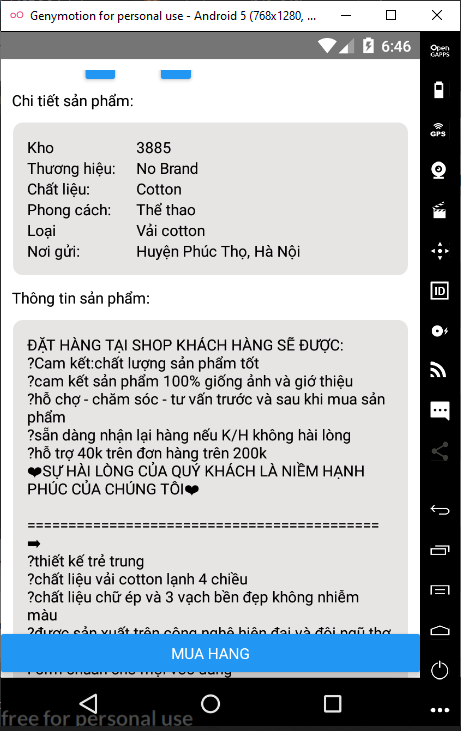 Genymotion for personal use - Android 5 (768x1280, ...
6:46
Open
GAPPS
GPS
ID
Chi tiết sản phẩm:
Kho 3885
Thương hiệu: No Brand
Chất liệu: Cotton
Phong cách: Thể thao
Loại Vải cotton
Nơi gửi: Huyện Phúc Thọ, Hà Nội
Thông tin sản phẩm:
ĐẶT HÀNG TẠI SHOP KHÁCH HÀNG SẼ ĐƯỢC:
?Cam kết:chất lượng sản phẩm tốt
?cam kết sản phẩm 100% giống ảnh và giớ thiệu
?hỗ chợ - chăm sóc - tư vấn trước và sau khi mua sản
phẩm
?sẵn dàng nhận lại hàng nếu K/H không hài lòng
?hỗ trợ 40k trên đơn hàng trên 200k
❤SỰ HÀI LÒNG CỦA QUÝ KHÁCH LÀ NIỀM HẠNH
PHÚC CỦA CHÚNG TÔI❤
===========================================
➡
?thiết kế trẻ trung
?chất liệu vải cotton lạnh 4 chiều
?chất liệu chữ ép và 3 vạch bền đẹp không nhiễm
màu
?được sản xuất trên công nghệ hiện đại và đội ngũ thợ
MUA HANG
free for personal use